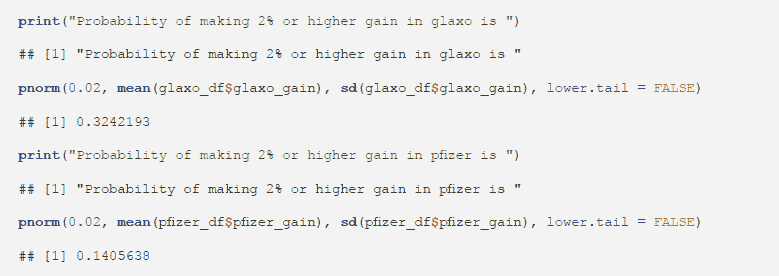 print("Probability of making 2% or higher gain in glaxo is ")
## [1] "Probability of making 2% or higher gain in glaxo is "
pnorm(0.02, mean(glaxo_df$glaxo_gain), sd(glaxo_df$glaxo_gain), lower.tail = FALSE)
## [1] 0.3242193
print("Probability of making 2% or higher gain in pfizer is ")
## [1] "Probability of making 2% or higher gain in pfizer is "
pnorm(0.02, mean(pfizer_df$pfizer_gain), sd(pfizer_df$pfizer_gain), lower.tail = FALSE)
## [1] 0.1405638